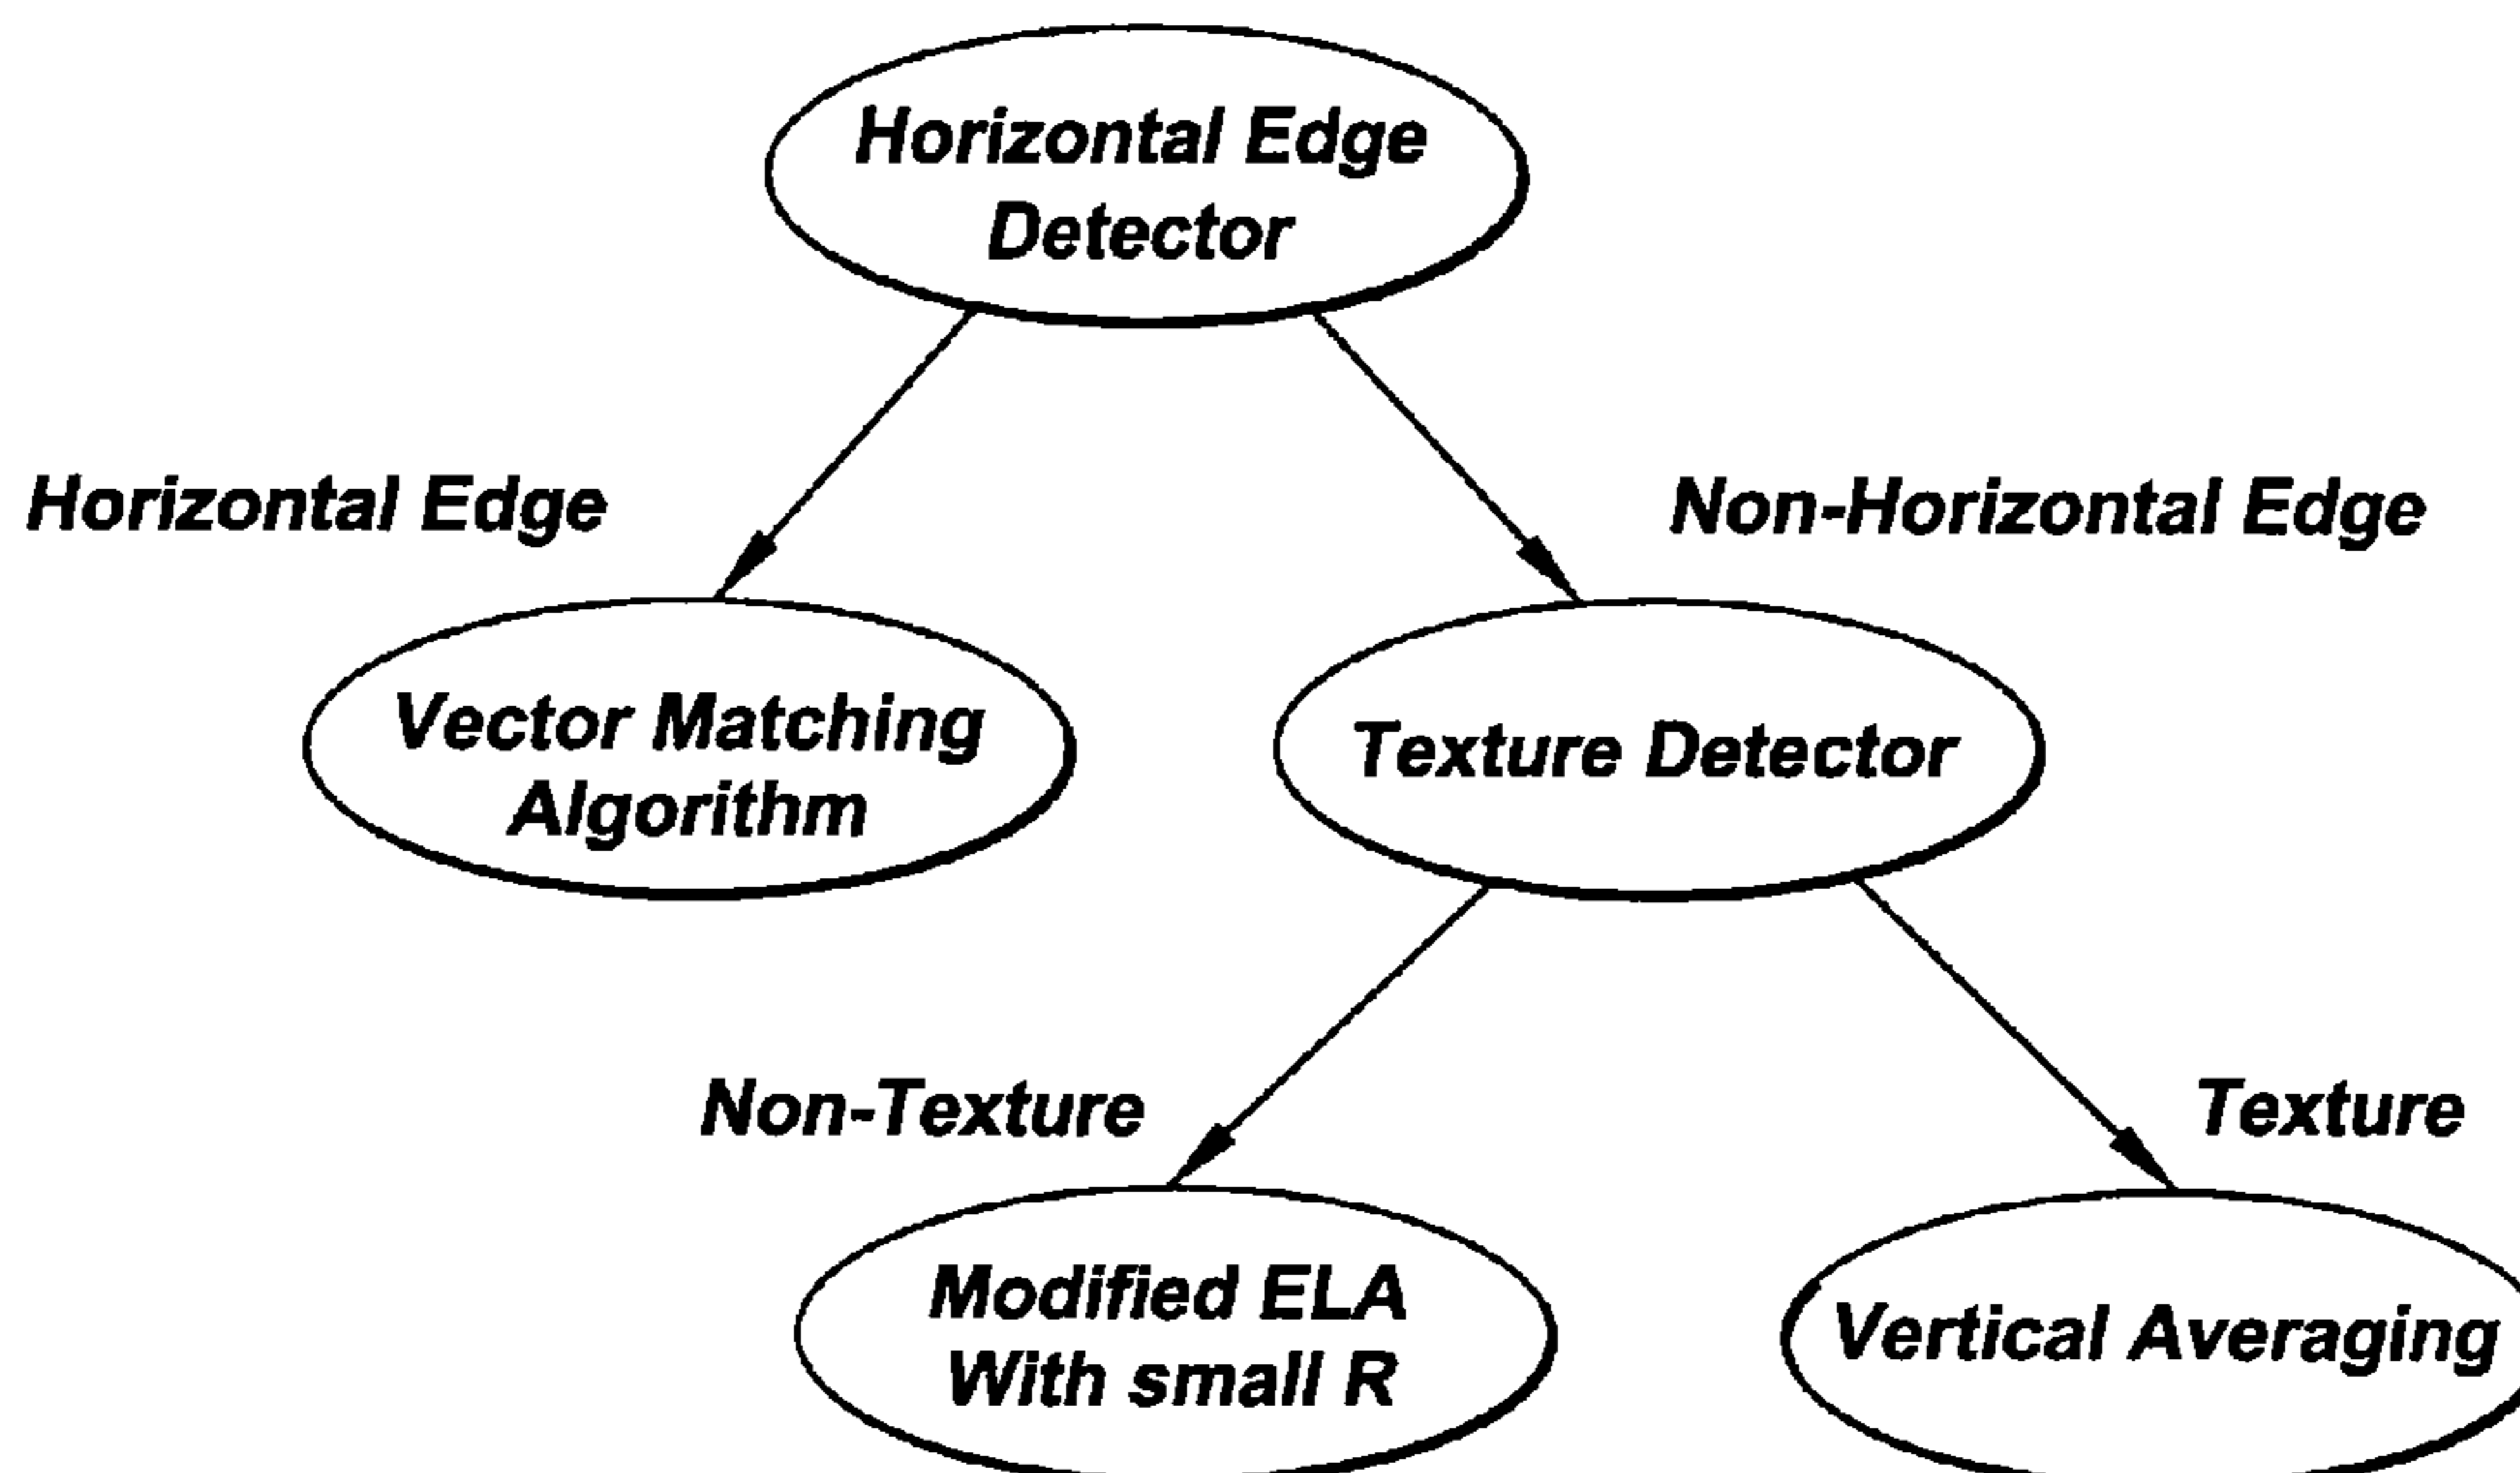 Horizontal Edge
Detector
Horizontal Edge
Non-Horizontal Edge
Vector Matching
Algorithm
Texture Detector
Non-Texture
Texture
Modified ELA
With small R
Vertical Averaging